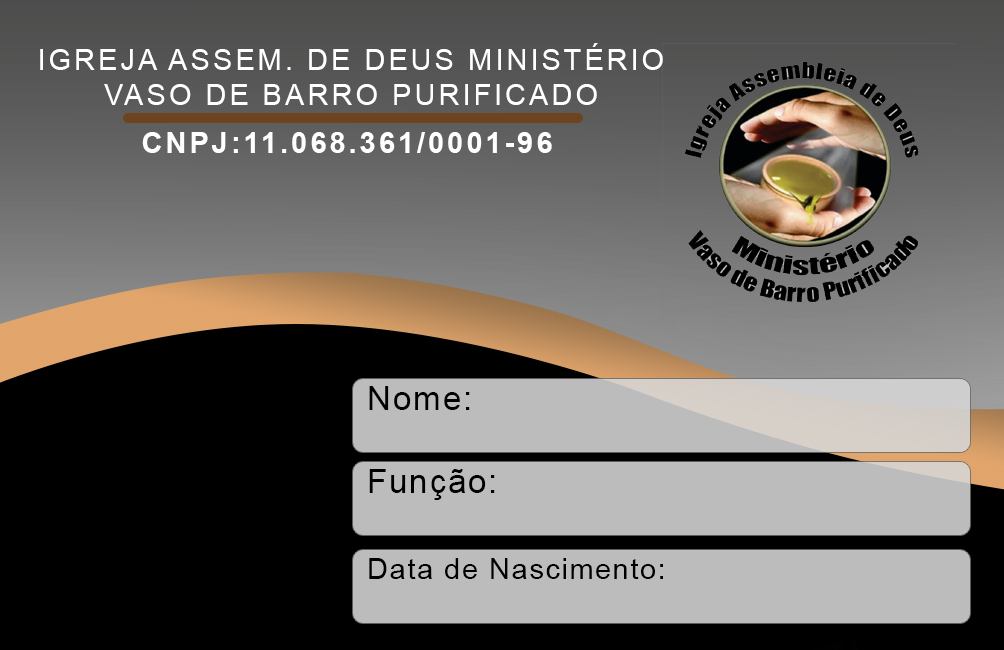 IGREJA ASSEM. DE DEUS MINISTÉRIO
VASO DE BARRO PURIFICADO
CNPJ:11.068.361/0001-96
Igreja Assembleia de Deus
Ministério
Vaso de Barro Purificado
Nome:
Função:
Data de Nascimento: